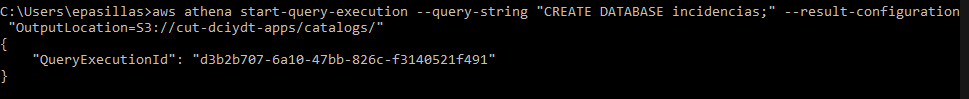 C:\Users\epasillas>aws athena start-query-execution --query-string "CREATE DATABASE incidencias;" --result-configuration
"OutputLocation=S3://cut-dciydt-apps/catalogs/"
{
    "QueryExecutionId": "d3b2b707-6a10-47bb-826c-f3140521f491"
}